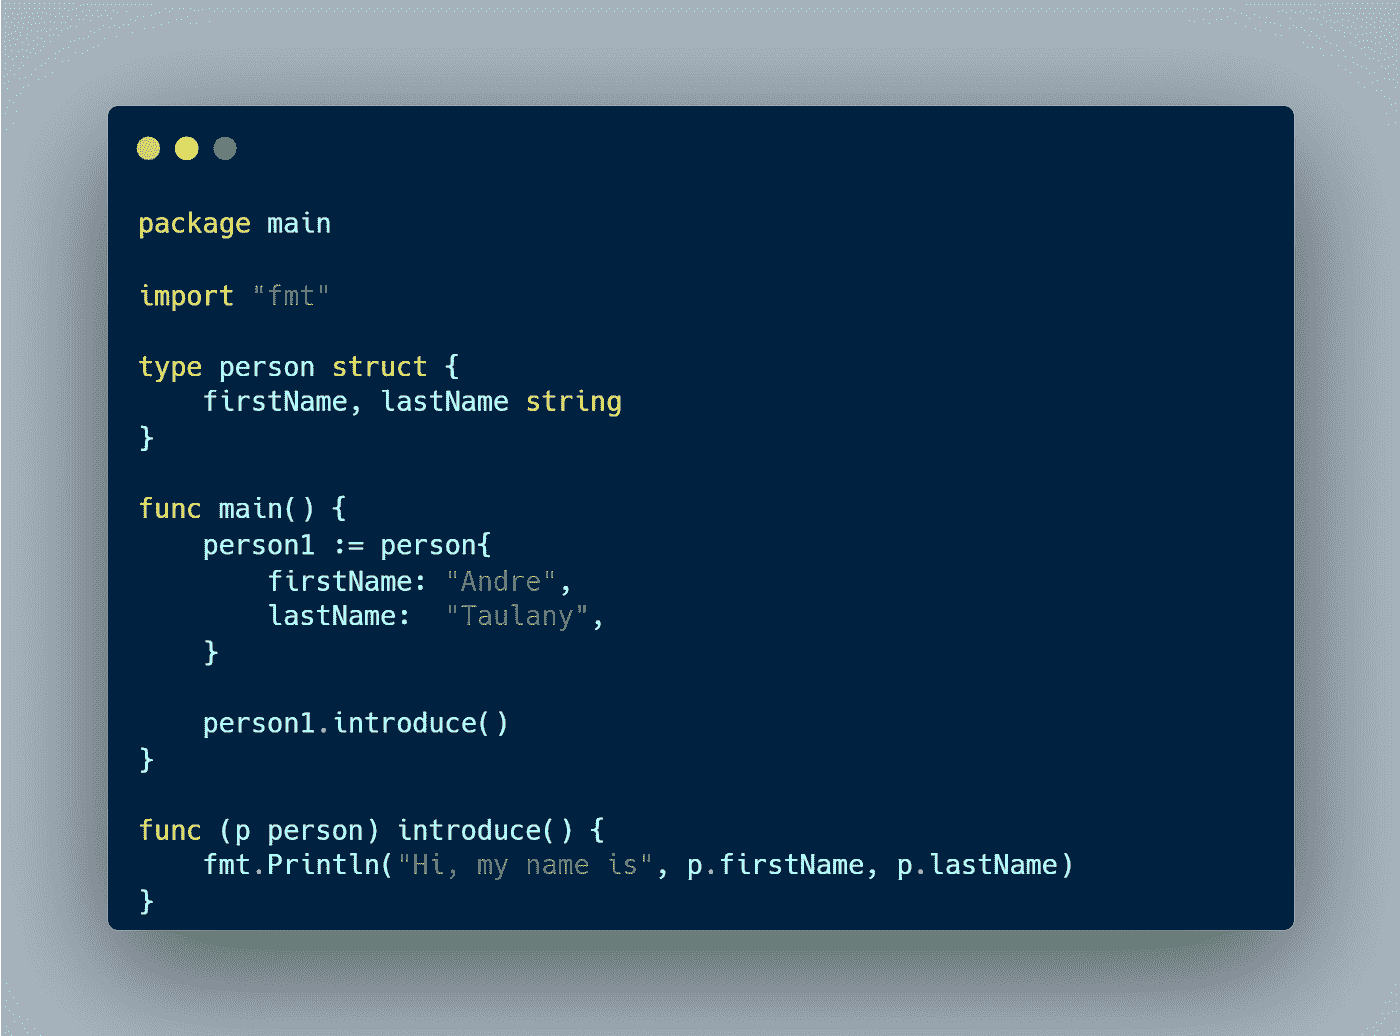 package main
import "fmt"
type person struct {
    firstName, lastName string
}
func main() {
    person1 := person{
        firstName: "Andre",
        lastName:  "Taulany",
    }
    person1.introduce()
}
func (p person) introduce() {
    fmt.Println("Hi, my name is", p.firstName, p.lastName)
}